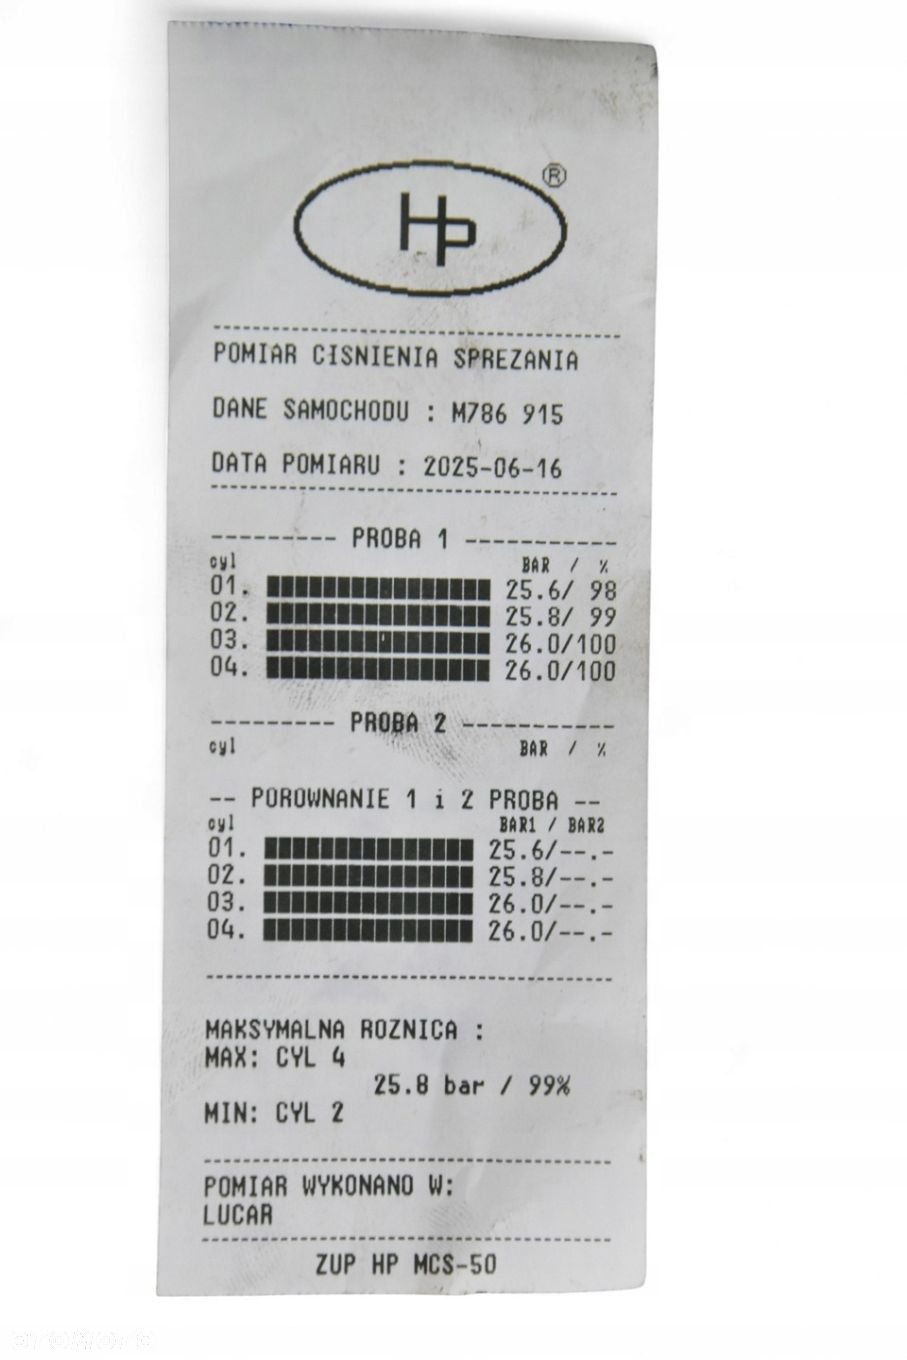 HP ®
POMIAR CISNIENIA SPREZANIA
DANE SAMOCHODU : M786 915
DATA POMIARU : 2025-06-16
--------- PROBA 1 -----------
cyl BAR / %
01. 25.6/ 98
02. 25.8/ 99
03. 26.0/100
04. 26.0/100
--------- PROBA 2 -----------
cyl BAR / %
-- POROWNANIE 1 i 2 PROBA --
cyl BAR1 / BAR2
01. 25.6/--.-
02. 25.8/--.-
03. 26.0/--.-
04. 26.0/--.-
MAKSYMALNA ROZNICA :
MAX: CYL 4
25.8 bar / 99%
MIN: CYL 2
POMIAR WYKONANO W:
LUCAR
ZUP HP MCS-50